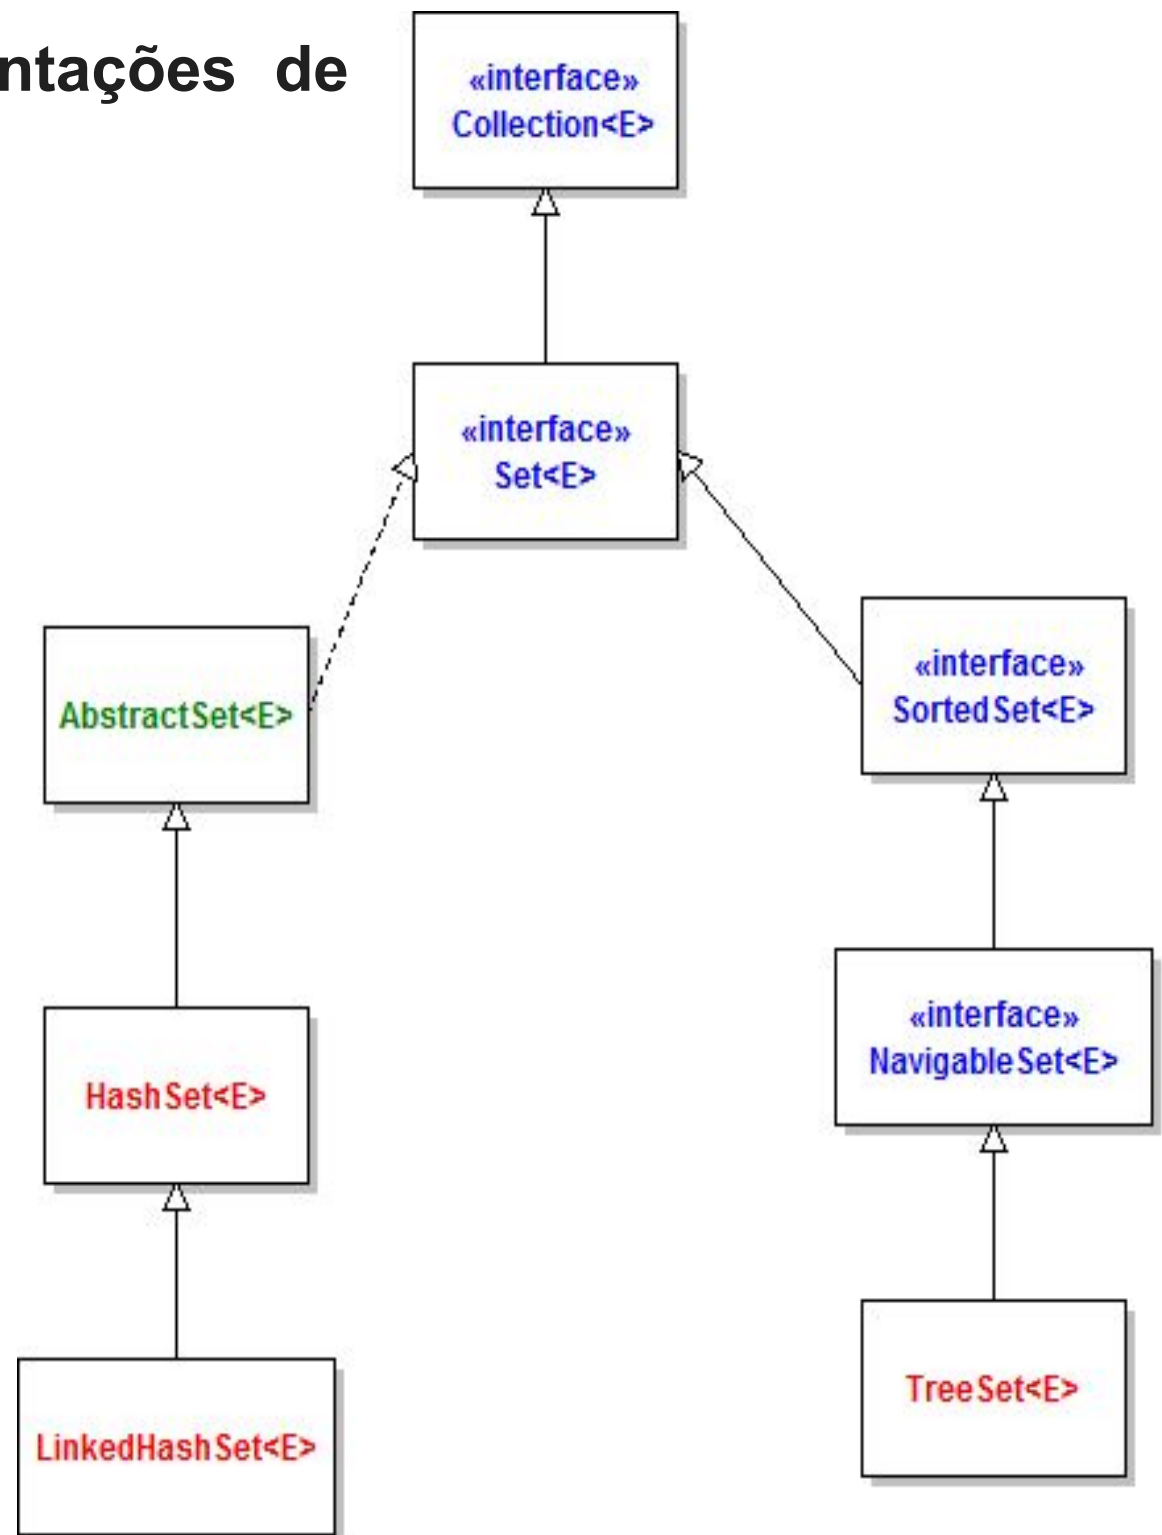 ntações de
«interface»
Collection<E>
«interface»
Set<E>
AbstractSet<E>
«interface»
SortedSet<E>
HashSet<E>
«interface»
NavigableSet<E>
LinkedHashSet<E>
TreeSet<E>